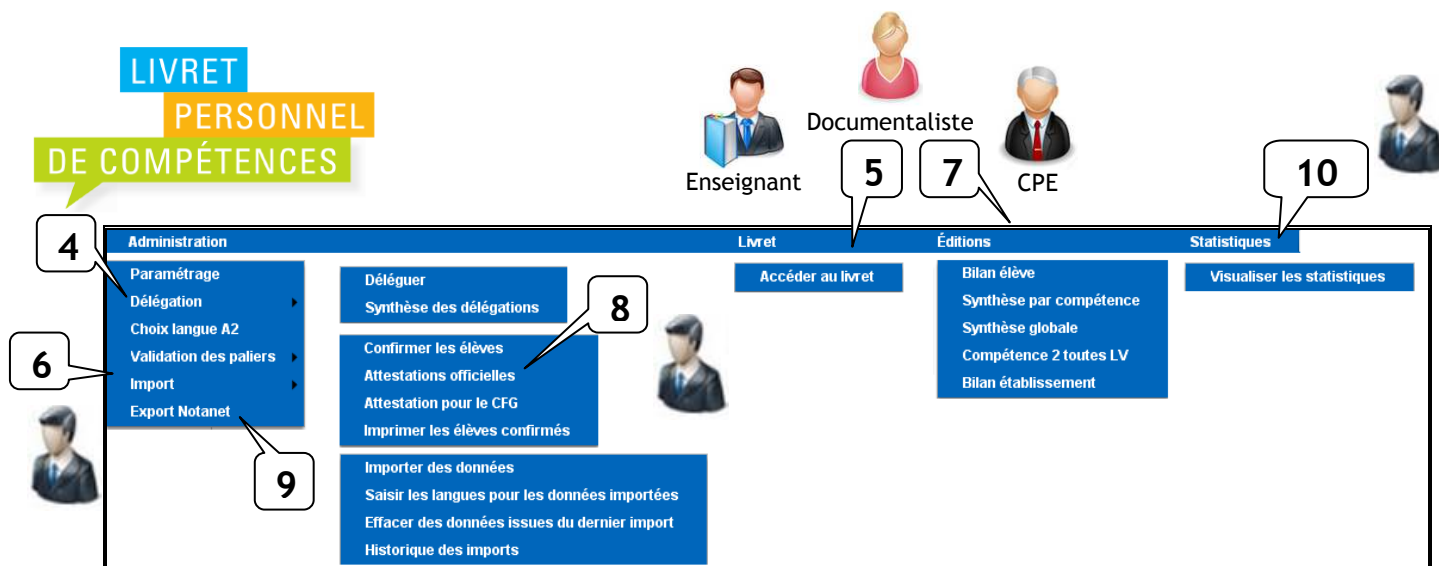 LIVRET
PERSONNEL
DE COMPÉTENCES
Enseignant
Documentaliste
CPE
5
7
10
4
Administration
Livret
Éditions
Statistiques
Paramétrage
Délégation
Choix langue A2
Validation des paliers
Import
Export Notanet
6
9
Déléguer
Synthèse des délégations
8
Confirmer les élèves
Attestations officielles
Attestation pour le CFG
Imprimer les élèves confirmés
Importer des données
Saisir les langues pour les données importées
Effacer des données issues du dernier import
Historique des imports
Accéder au livret
Bilan élève
Synthèse par compétence
Synthèse globale
Compétence 2 toutes LV
Bilan établissement
Visualiser les statistiques